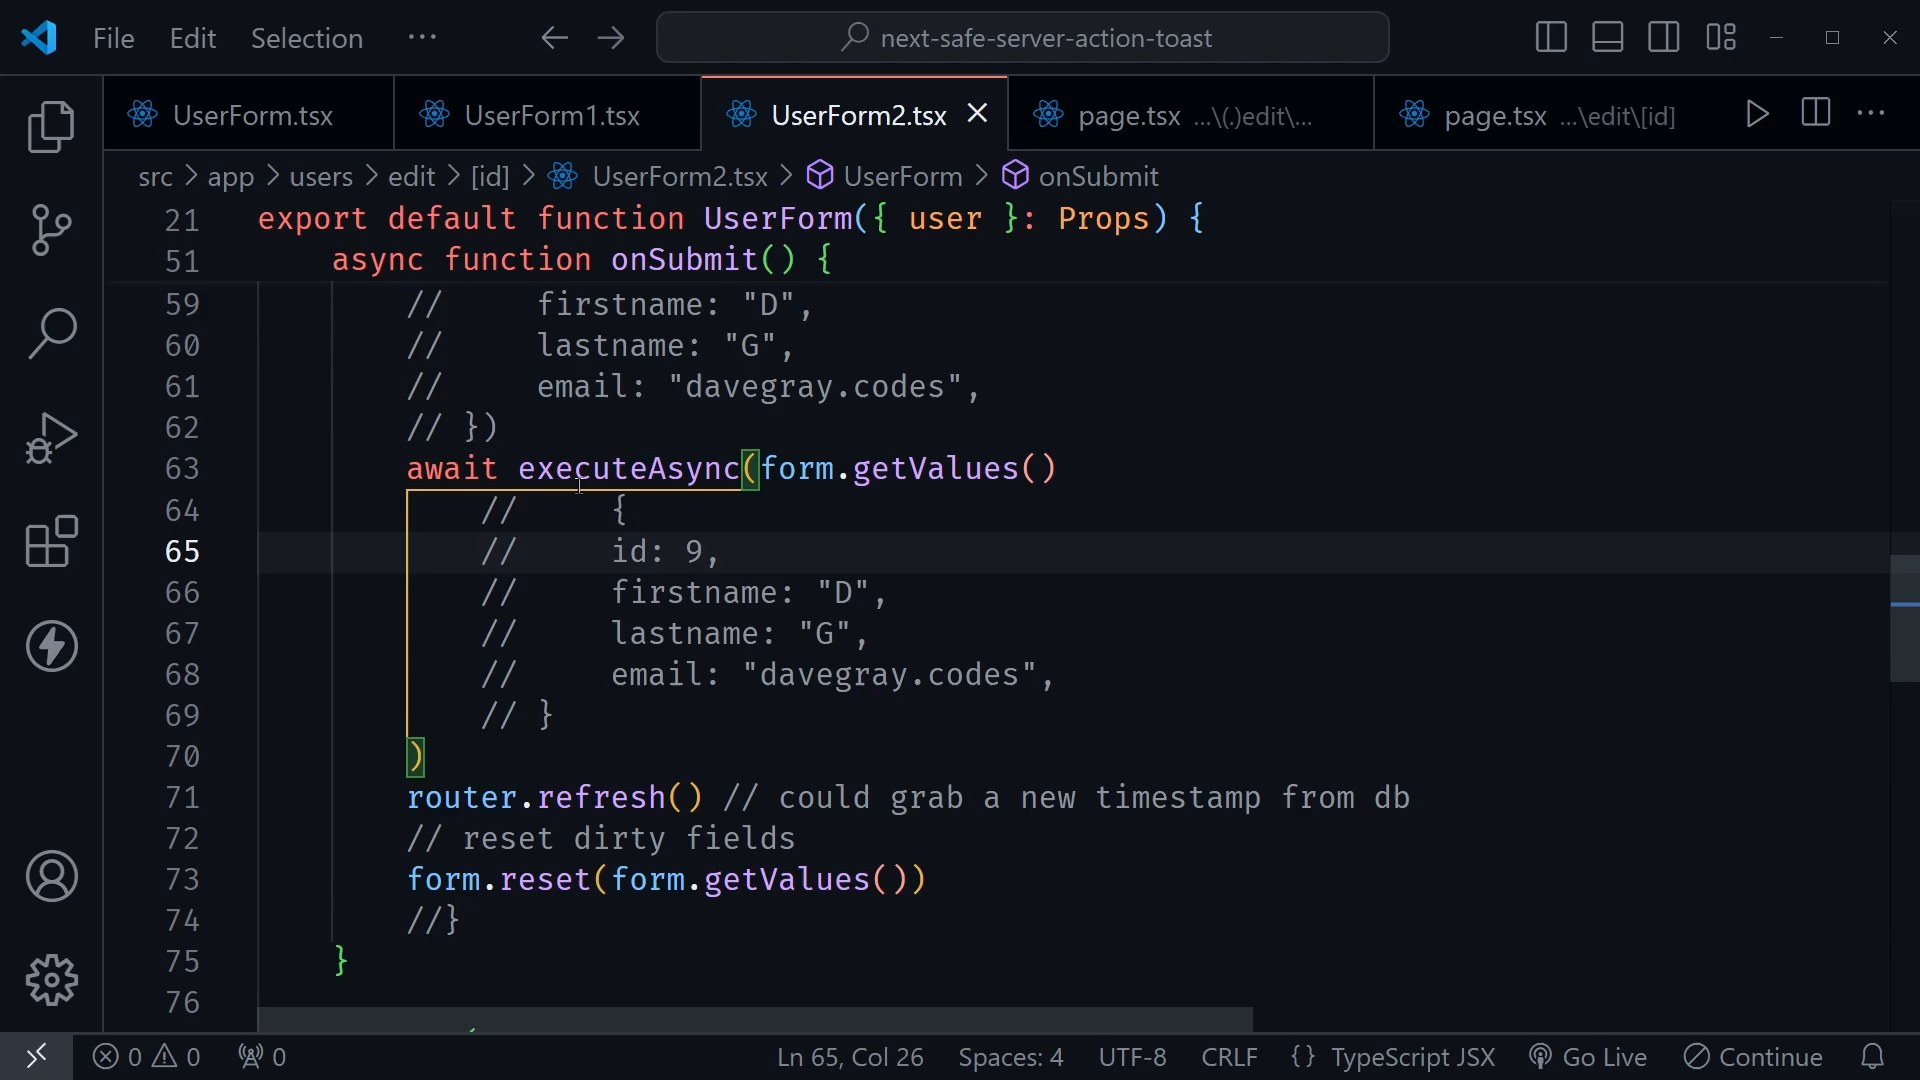 File Edit Selection ··· next-safe-server-action-toast
UserForm.tsx UserForm1.tsx UserForm2.tsx page.tsx ...\(.)edit\... page.tsx ...\edit\[id] ···
src > app > users > edit > [id] > UserForm2.tsx > UserForm > onSubmit
21 export default function UserForm({ user }: Props) {
51 async function onSubmit() {
59 // firstname: "D",
60 // lastname: "G",
61 // email: "davegray.codes",
62 // })
63 await executeAsync(form.getValues()
64 // {
65 // id: 9,
66 // firstname: "D",
67 // lastname: "G",
68 // email: "davegray.codes",
69 // }
70 )
71 router.refresh() // could grab a new timestamp from db
72 // reset dirty fields
73 form.reset(form.getValues())
74 //}
75 }
76
0 0 0 Ln 65, Col 26 Spaces: 4 UTF-8 CRLF {} TypeScript JSX Go Live Continue